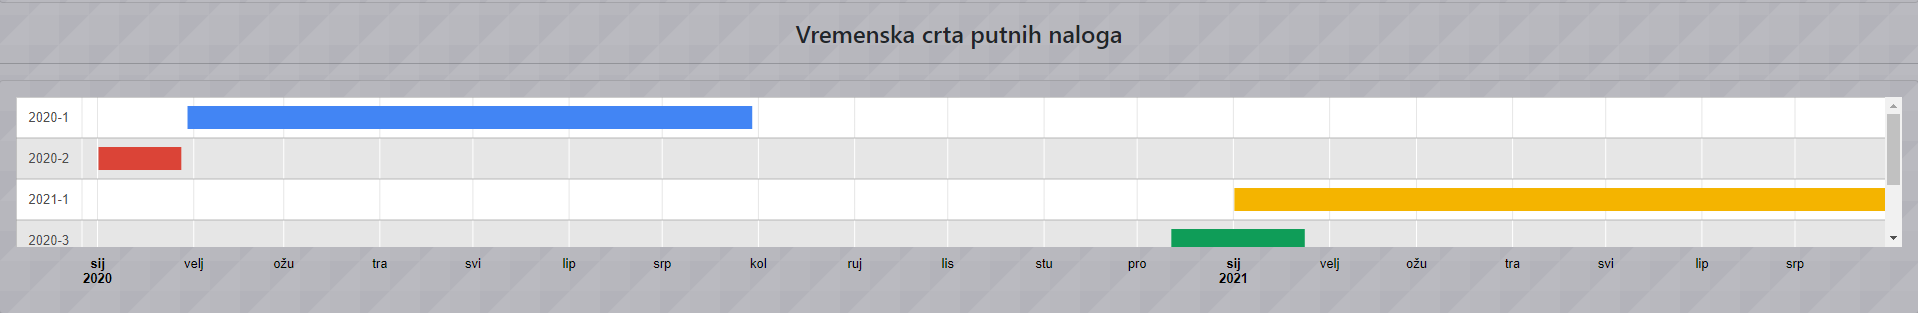 Vremenska crta putnih naloga
2020-1
2020-2
2021-1
2020-3
sij velj ožu tra svi lip srp kol ruj lis stu pro sij velj ožu tra svi lip srp
2020 2021